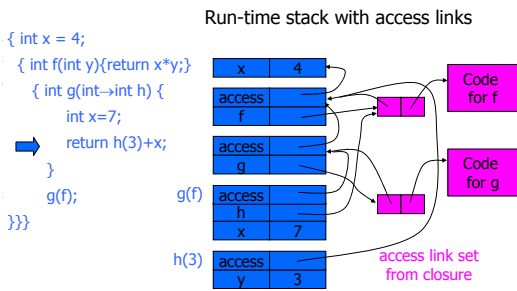 Run-time stack with access links
{ int x = 4;
{ int f(int y){return x*y;}
{ int g(int→int h) {
int x=7;
return h(3)+x;
}
g(f);
}}}
x 4
access
f
access
g
g(f)
access
h
x 7
h(3)
access
y 3
Code
for f
Code
for g
access link set
from closure